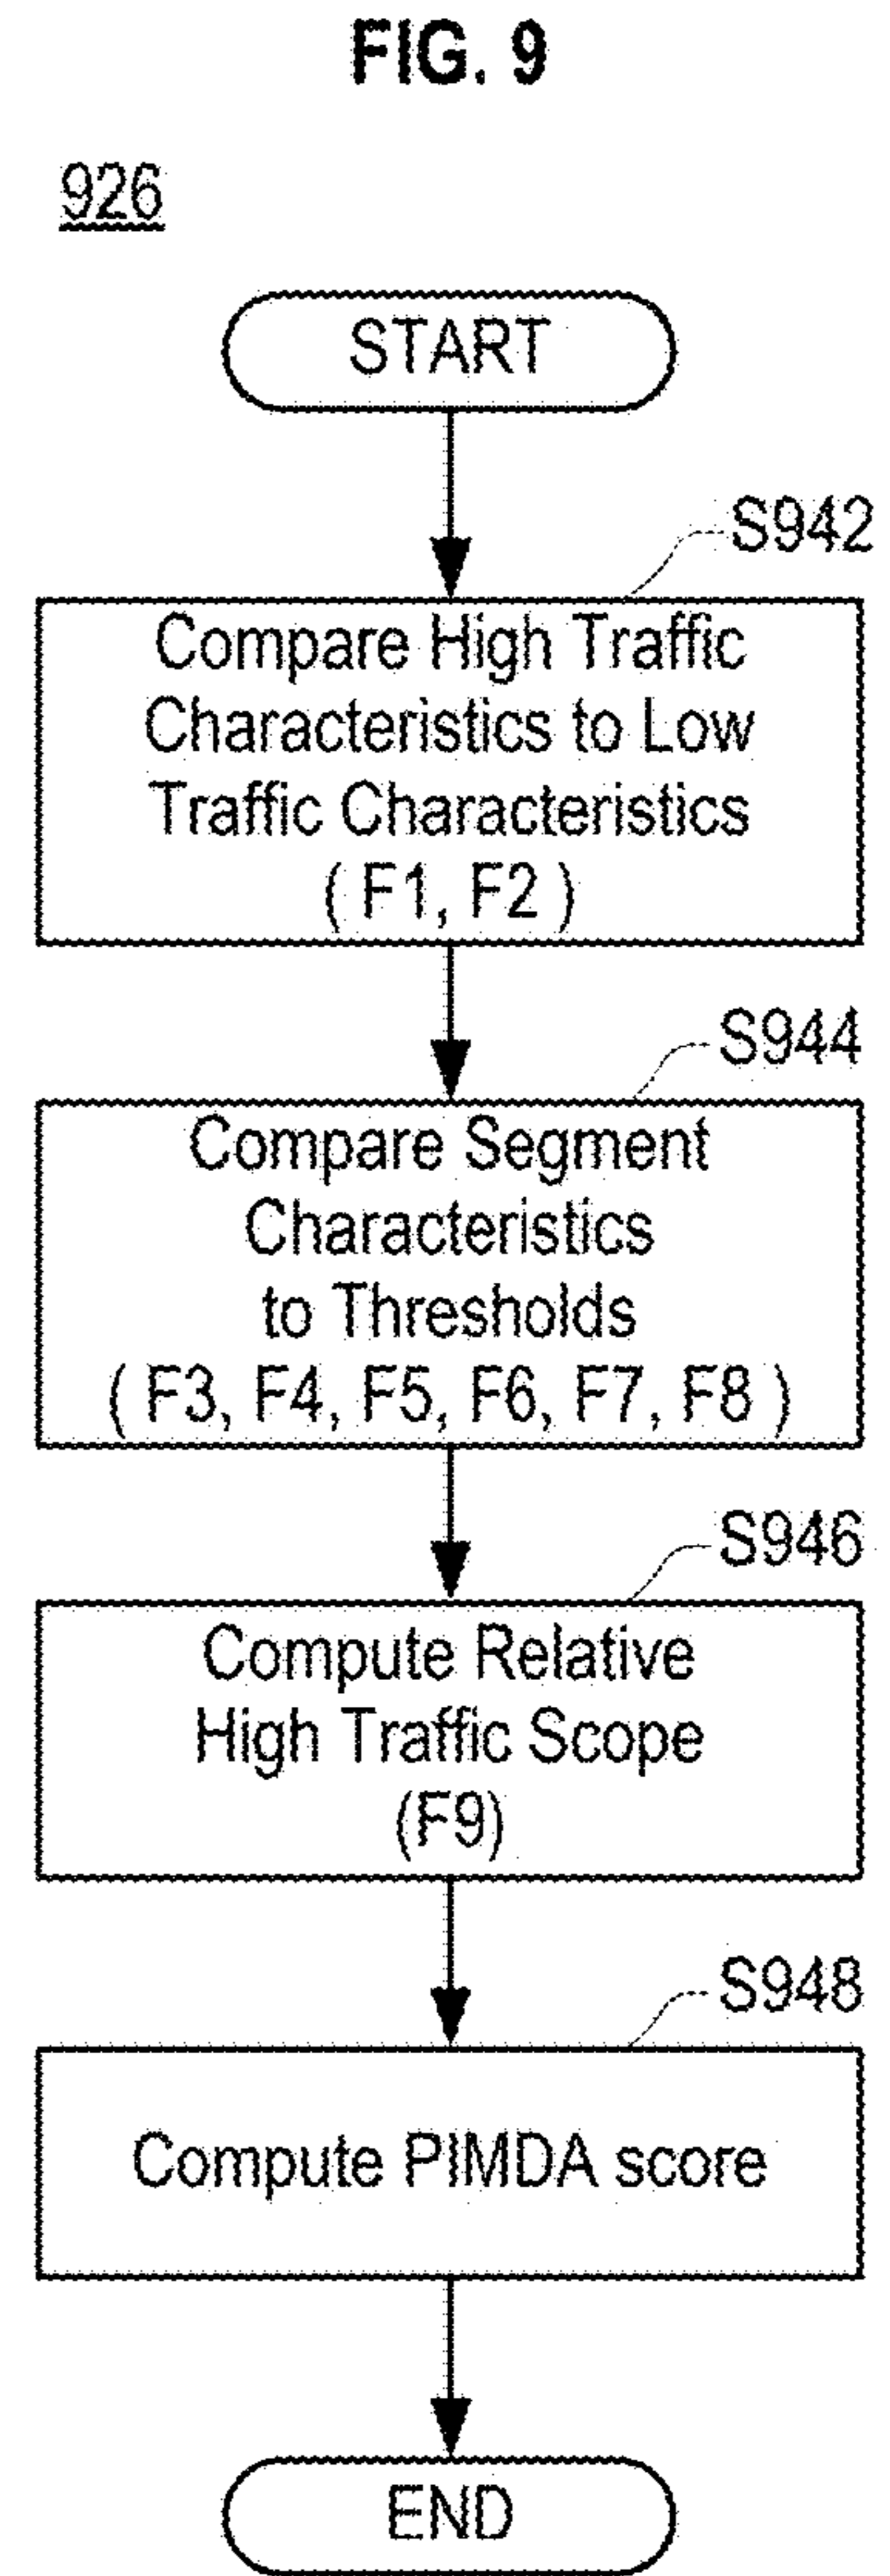 FIG. 9
926
START
S942
Compare High Traffic
Characteristics to Low
Traffic Characteristics
( F1, F2 )
S944
Compare Segment
Characteristics
to Thresholds
( F3, F4, F5, F6, F7, F8 )
S946
Compute Relative
High Traffic Scope
(F9)
S948
Compute PIMDA score
END